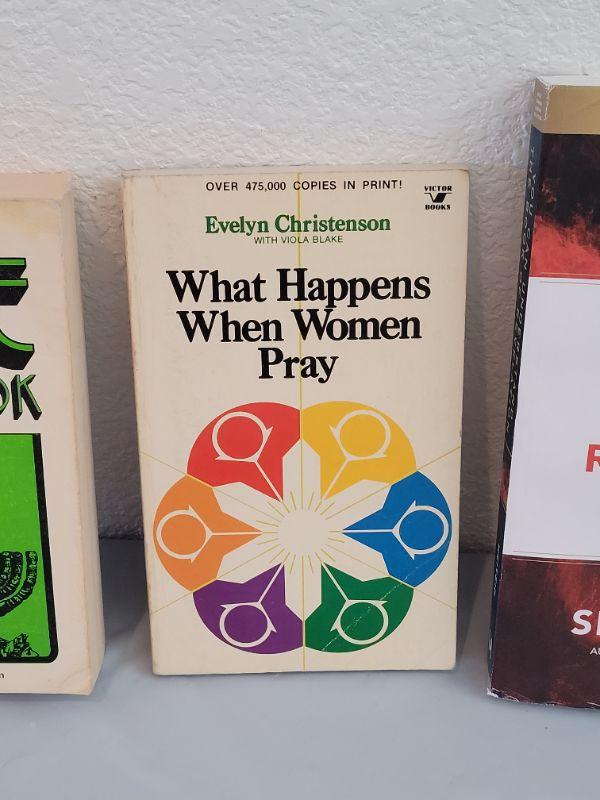 OVER 475,000 COPIES IN PRINT!
VICTOR
BOOKS
Evelyn Christenson
WITH VIOLA BLAKE
What Happens
When Women
Pray